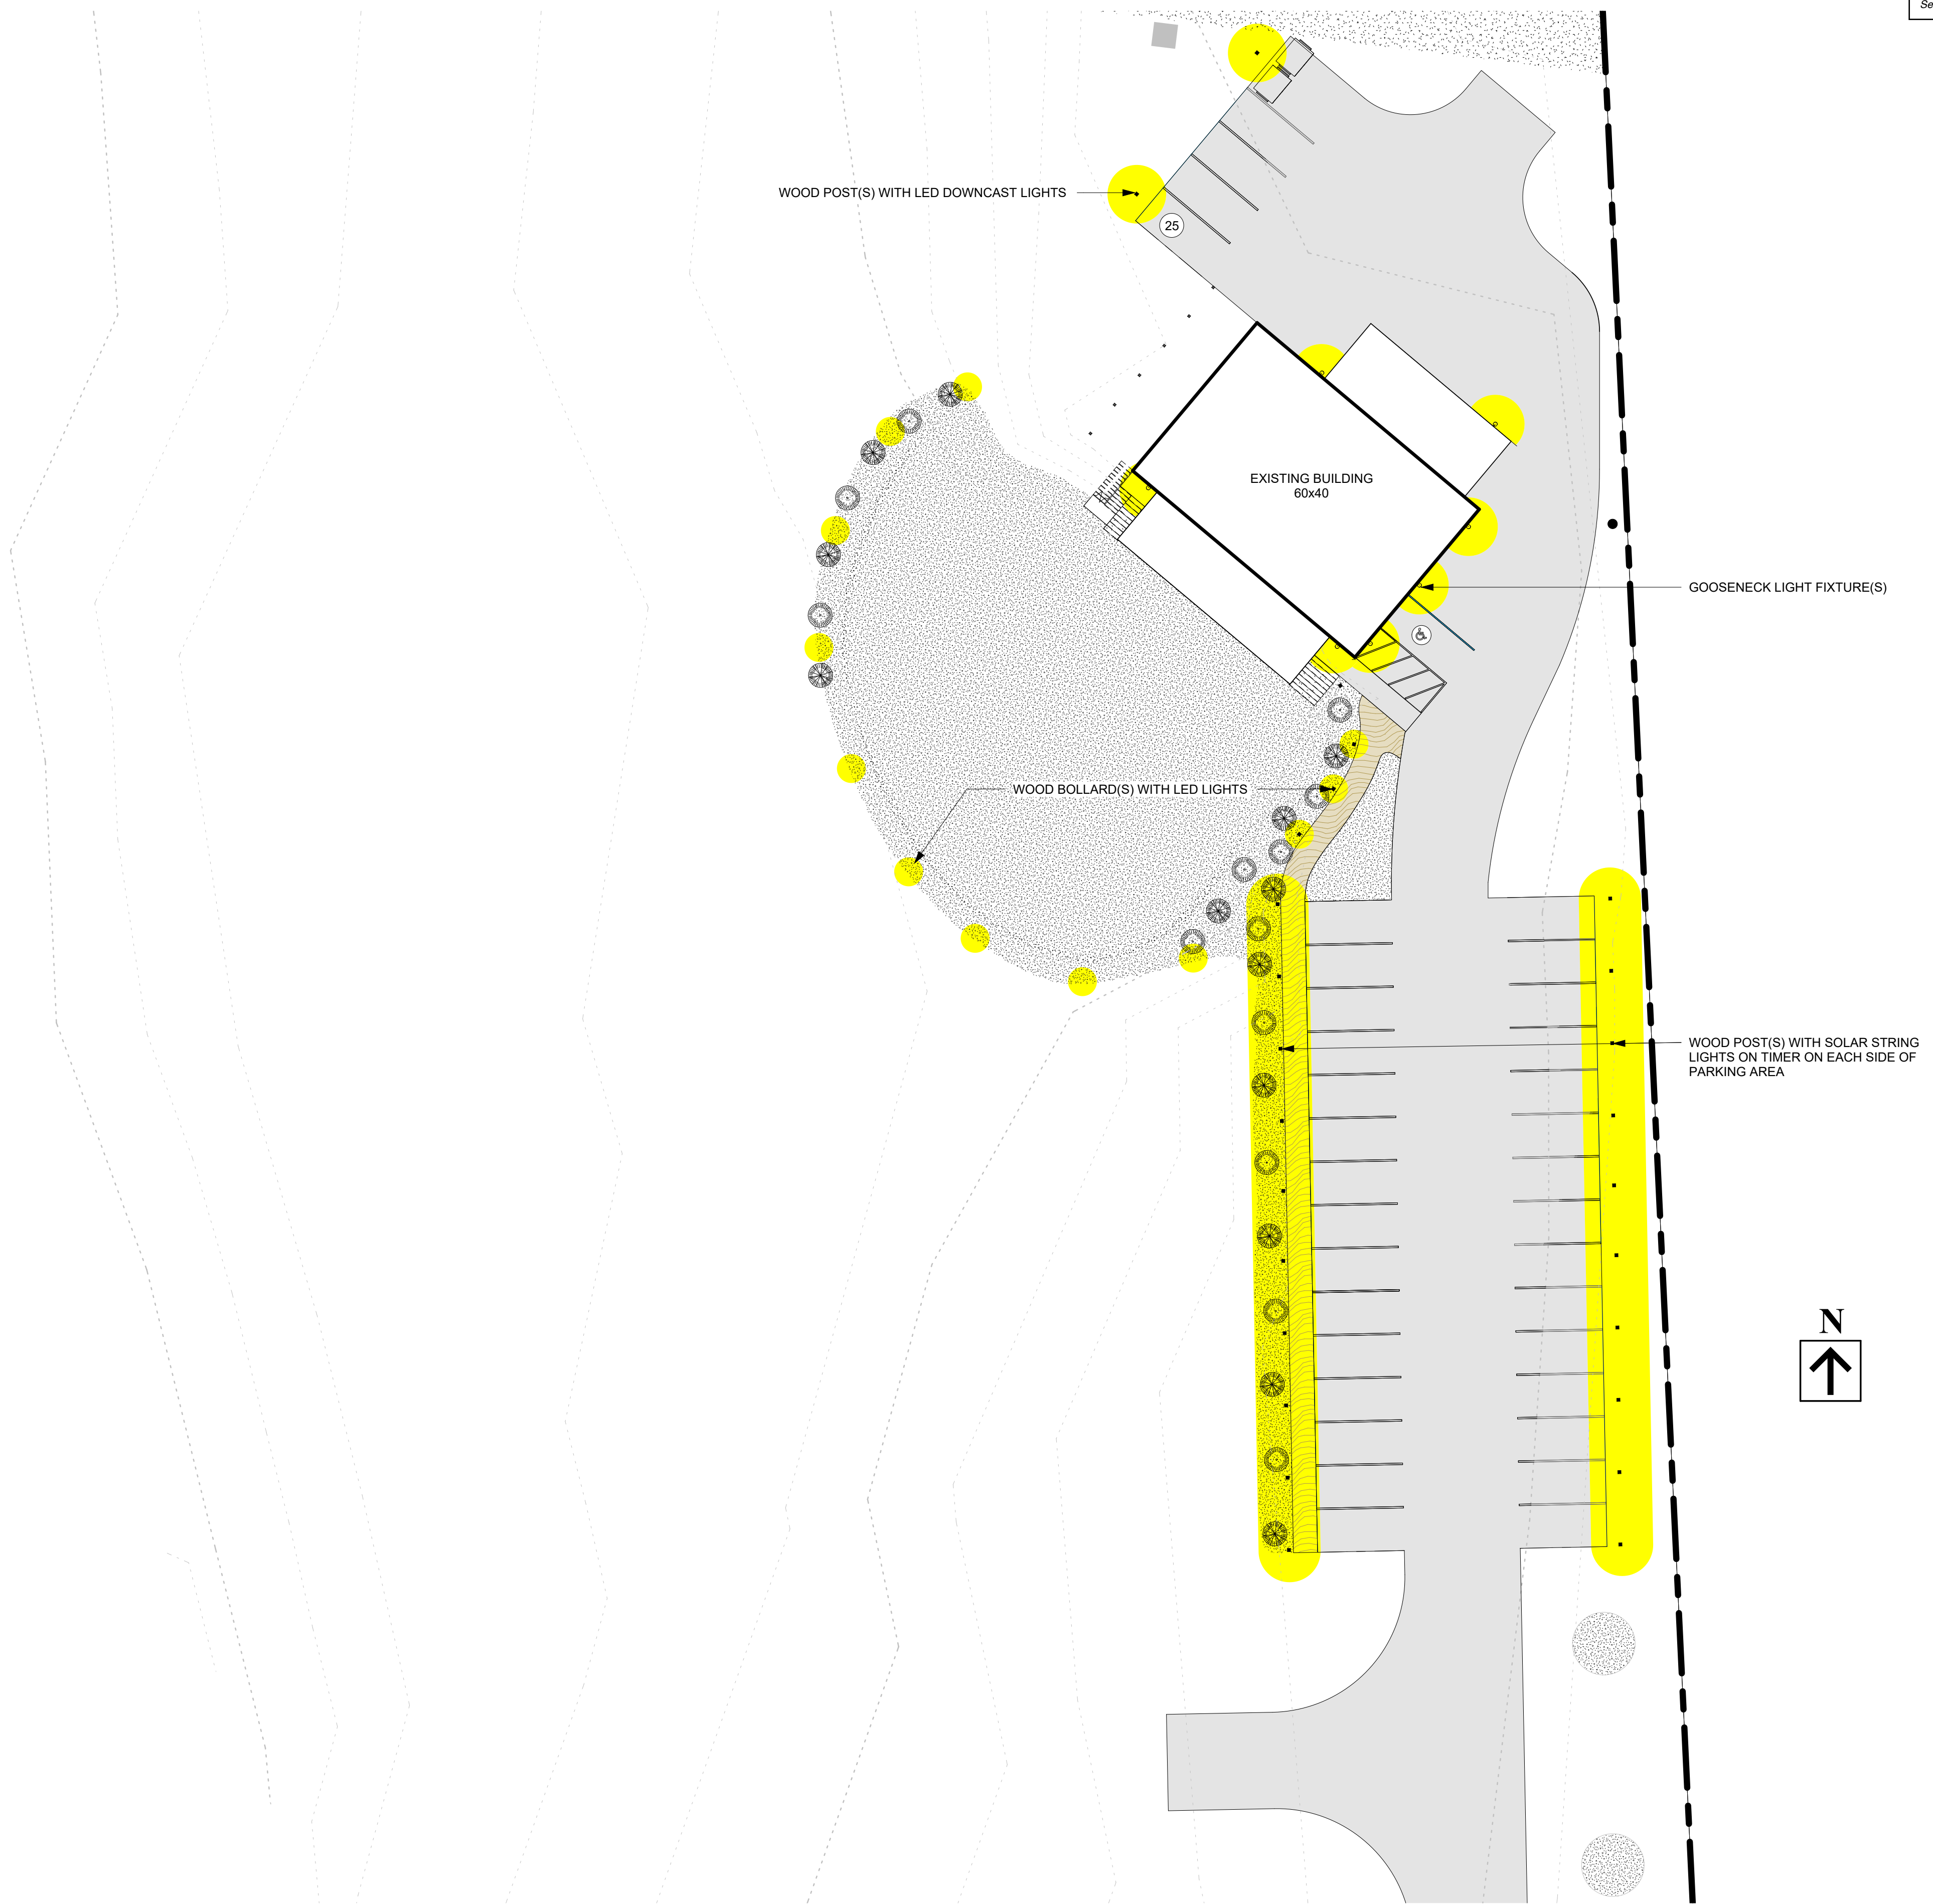 Se
WOOD POST(S) WITH LED DOWNCAST LIGHTS
25
EXISTING BUILDING
60x40
GOOSENECK LIGHT FIXTURE(S)
WOOD BOLLARD(S) WITH LED LIGHTS
WOOD POST(S) WITH SOLAR STRING
LIGHTS ON TIMER ON EACH SIDE OF
PARKING AREA
N